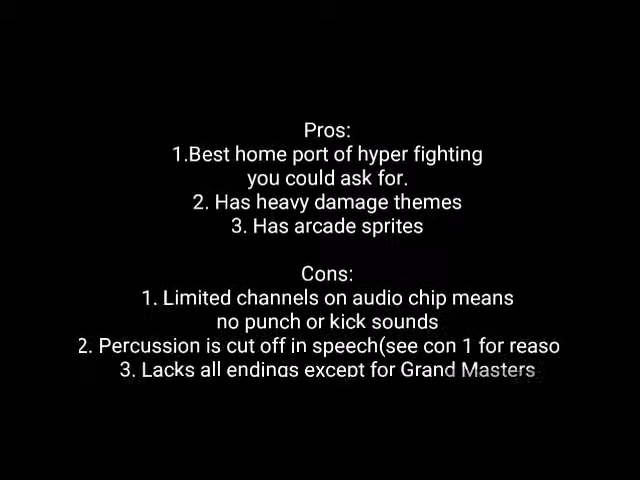 Pros:
1.Best home port of hyper fighting
you could ask for.
2. Has heavy damage themes
3. Has arcade sprites
Cons:
1. Limited channels on audio chip means
no punch or kick sounds
2. Percussion is cut off in speech(see con 1 for reaso
3. Lacks all endings except for Grand Masters